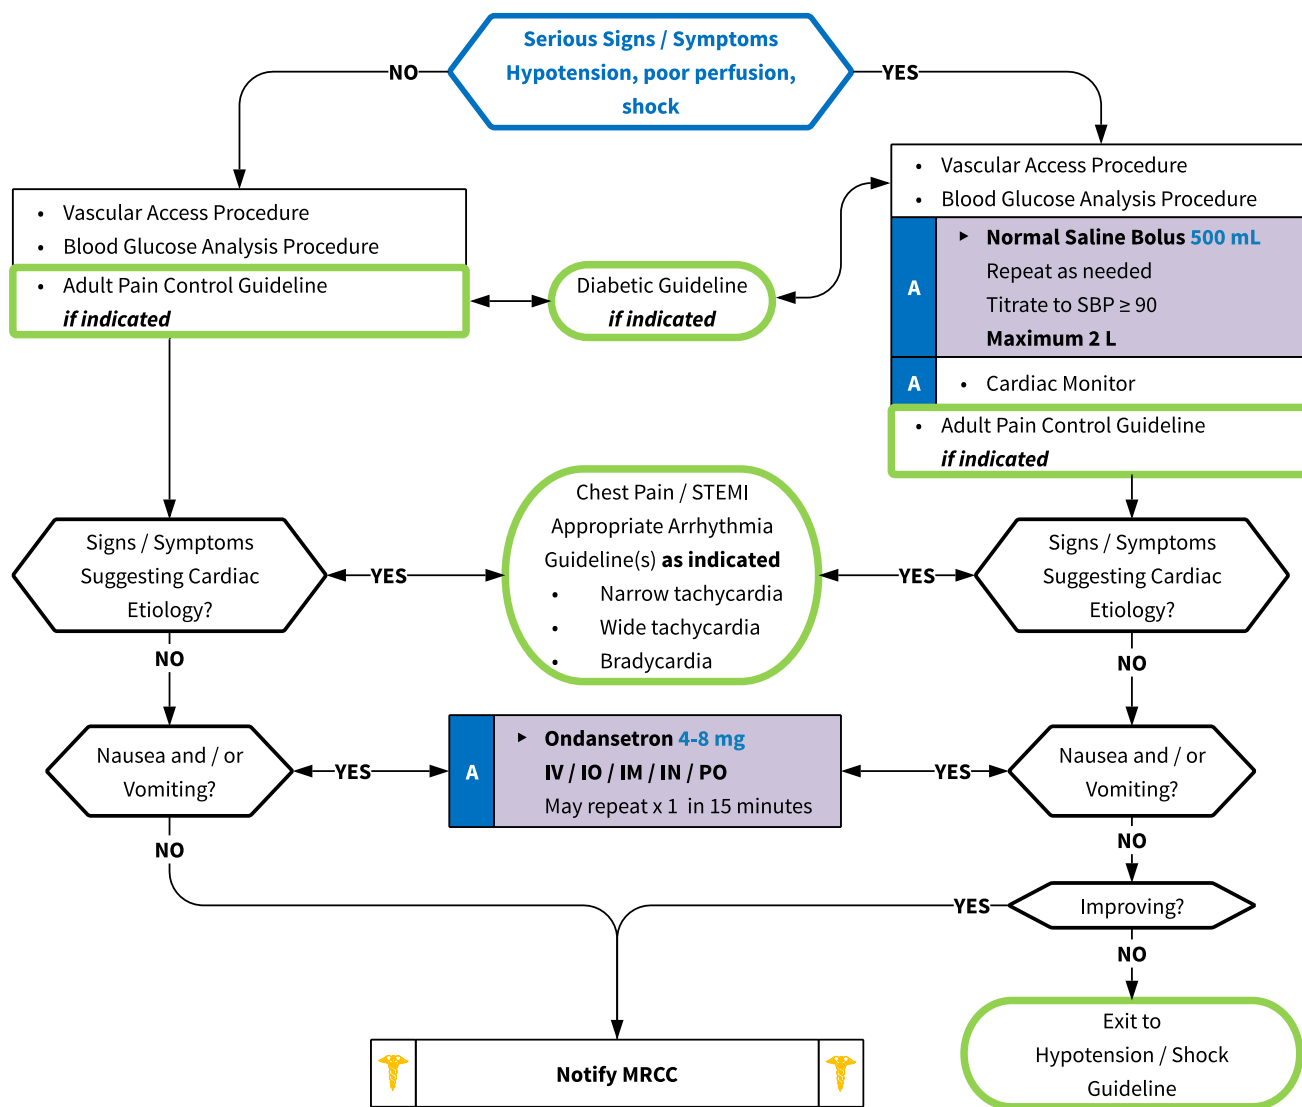 Serious Signs / Symptoms
Hypotension, poor perfusion,
shock
NO
YES
• Vascular Access Procedure
• Blood Glucose Analysis Procedure
• Adult Pain Control Guideline
if indicated
Diabetic Guideline
if indicated
• Vascular Access Procedure
• Blood Glucose Analysis Procedure
A
▸ Normal Saline Bolus 500 mL
Repeat as needed
Titrate to SBP ≥ 90
Maximum 2 L
A
• Cardiac Monitor
• Adult Pain Control Guideline
if indicated
Signs / Symptoms
Suggesting Cardiac
Etiology?
YES
Chest Pain / STEMI
Appropriate Arrhythmia
Guideline(s) as indicated
• Narrow tachycardia
• Wide tachycardia
• Bradycardia
YES
Signs / Symptoms
Suggesting Cardiac
Etiology?
NO
NO
Nausea and / or
Vomiting?
YES
A
▸ Ondansetron 4-8 mg
IV / IO / IM / IN / PO
May repeat x 1 in 15 minutes
YES
Nausea and / or
Vomiting?
NO
NO
YES
Improving?
NO
Notify MRCC
Exit to
Hypotension / Shock
Guideline